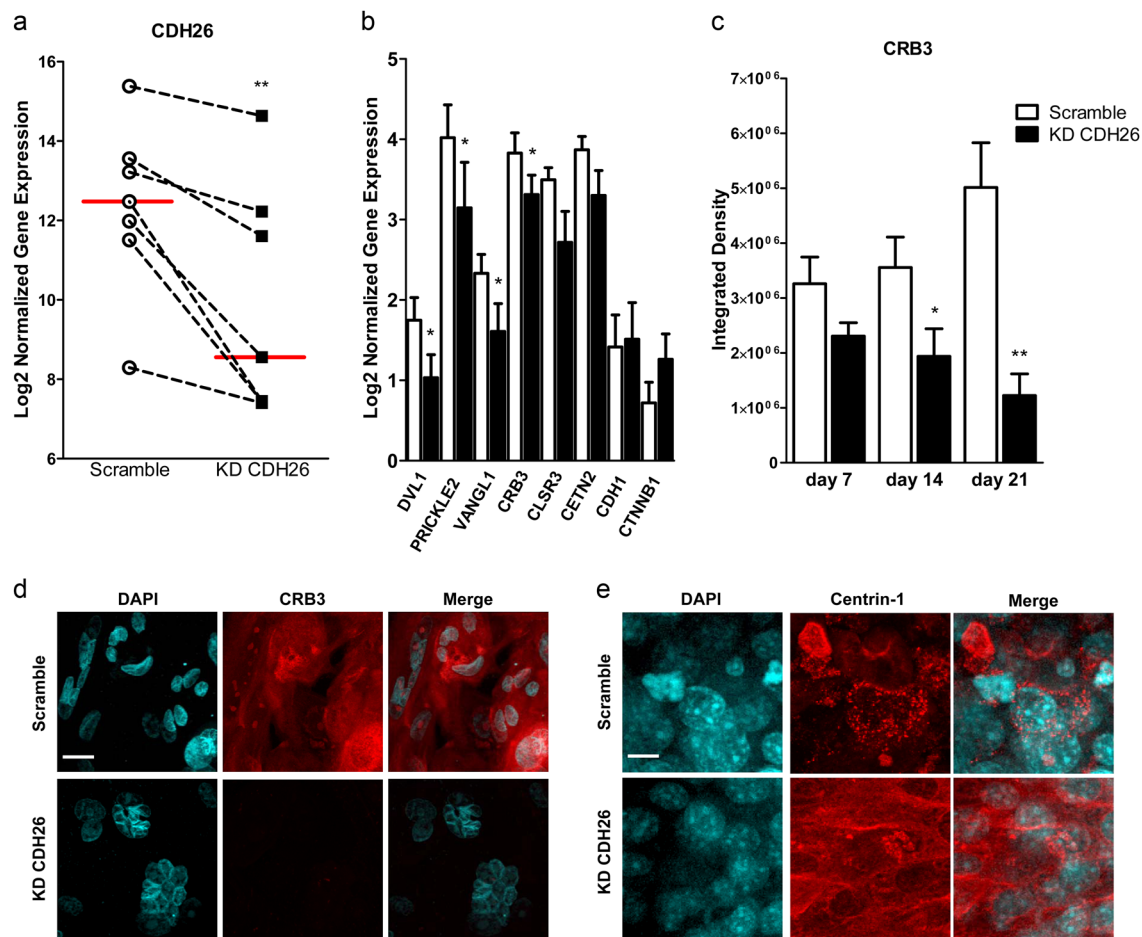 a
CDH26
Log2 Normalized Gene Expression
16
14
12
10
8
6
**
Scramble KD CDH26
b
Log2 Normalized Gene Expression
5
4
3
2
1
0
* * * *
DVL1
PRICKLE2
VANGL1
CRB3
CLSR3
CETN2
CDH1
CTNNB1
c
CRB3
Integrated Density
7×10⁰⁶
6×10⁰⁶
5×10⁰⁶
4×10⁰⁶
3×10⁰⁶
2×10⁰⁶
1×10⁰⁶
0
Scramble
KD CDH26
*
**
day 7 day 14 day 21
d
DAPI CRB3 Merge
Scramble
KD CDH26
e
DAPI Centrin-1 Merge
Scramble
KD CDH26